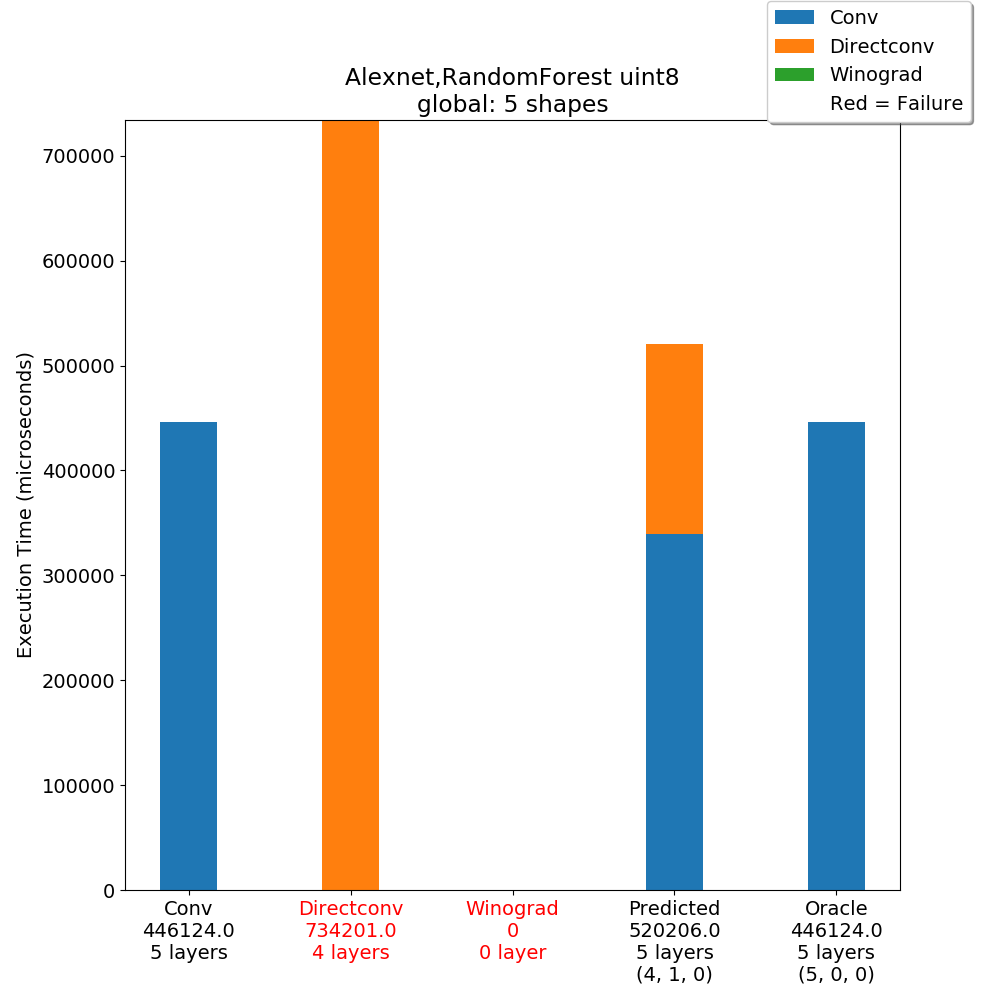 Conv
Directconv
Winograd
Red = Failure
Alexnet,RandomForest uint8
global: 5 shapes
Execution Time (microseconds)
700000
600000
500000
400000
300000
200000
100000
0
Conv
446124.0
5 layers
Directconv
734201.0
4 layers
Winograd
0
0 layer
Predicted
520206.0
5 layers
(4, 1, 0)
Oracle
446124.0
5 layers
(5, 0, 0)